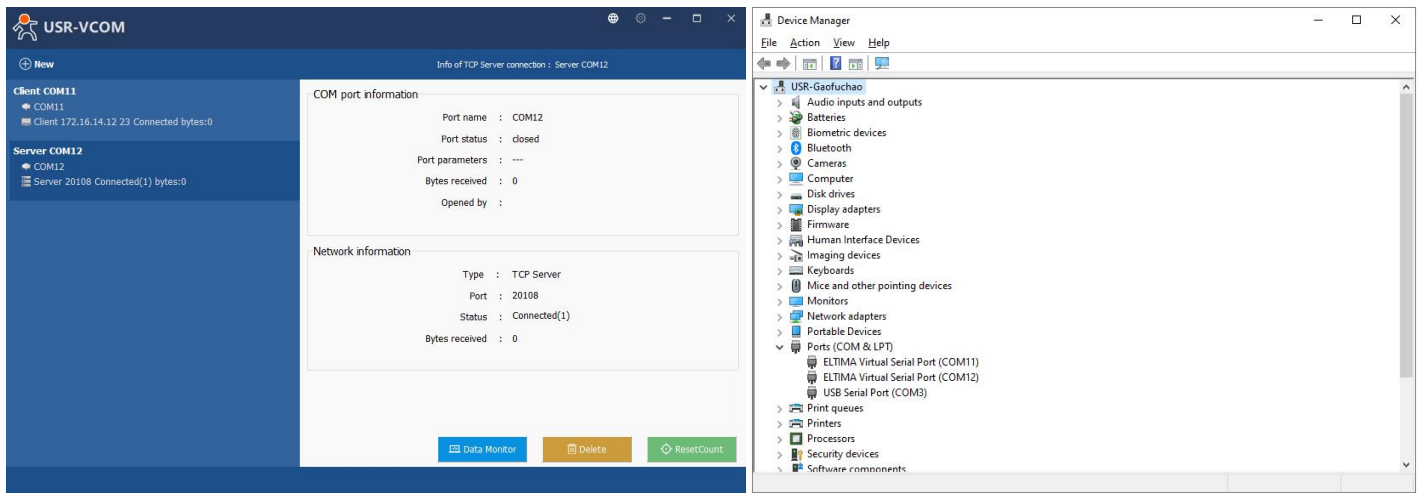 USR-VCOM
New
Info of TCP Server connection : Server COM12
Client COM11
COM11
Client 172.16.14.12 23 Connected bytes:0
Server COM12
COM12
Server 20108 Connected(1) bytes:0
COM port information
Port name : COM12
Port status : closed
Port parameters : ---
Bytes received : 0
Opened by :
Network information
Type : TCP Server
Port : 20108
Status : Connected(1)
Bytes received : 0
Data Monitor Delete ResetCount
Device Manager
File Action View Help
USR-Gaofuchao
Audio inputs and outputs
Batteries
Biometric devices
Bluetooth
Cameras
Computer
Disk drives
Display adapters
Firmware
Human Interface Devices
Imaging devices
Keyboards
Mice and other pointing devices
Monitors
Network adapters
Portable Devices
Ports (COM & LPT)
ELTIMA Virtual Serial Port (COM11)
ELTIMA Virtual Serial Port (COM12)
USB Serial Port (COM3)
Print queues
Printers
Processors
Security devices
Software components